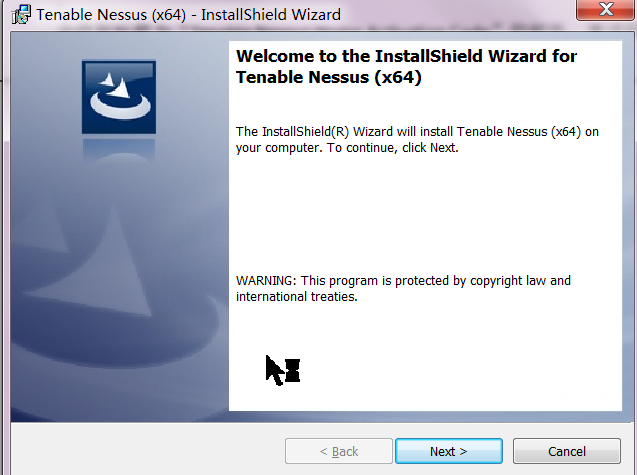 Tenable Nessus (x64) - InstallShield Wizard
Welcome to the InstallShield Wizard for
Tenable Nessus (x64)
The InstallShield(R) Wizard will install Tenable Nessus (x64) on
your computer. To continue, click Next.
WARNING: This program is protected by copyright law and
international treaties.
< Back
Next >
Cancel